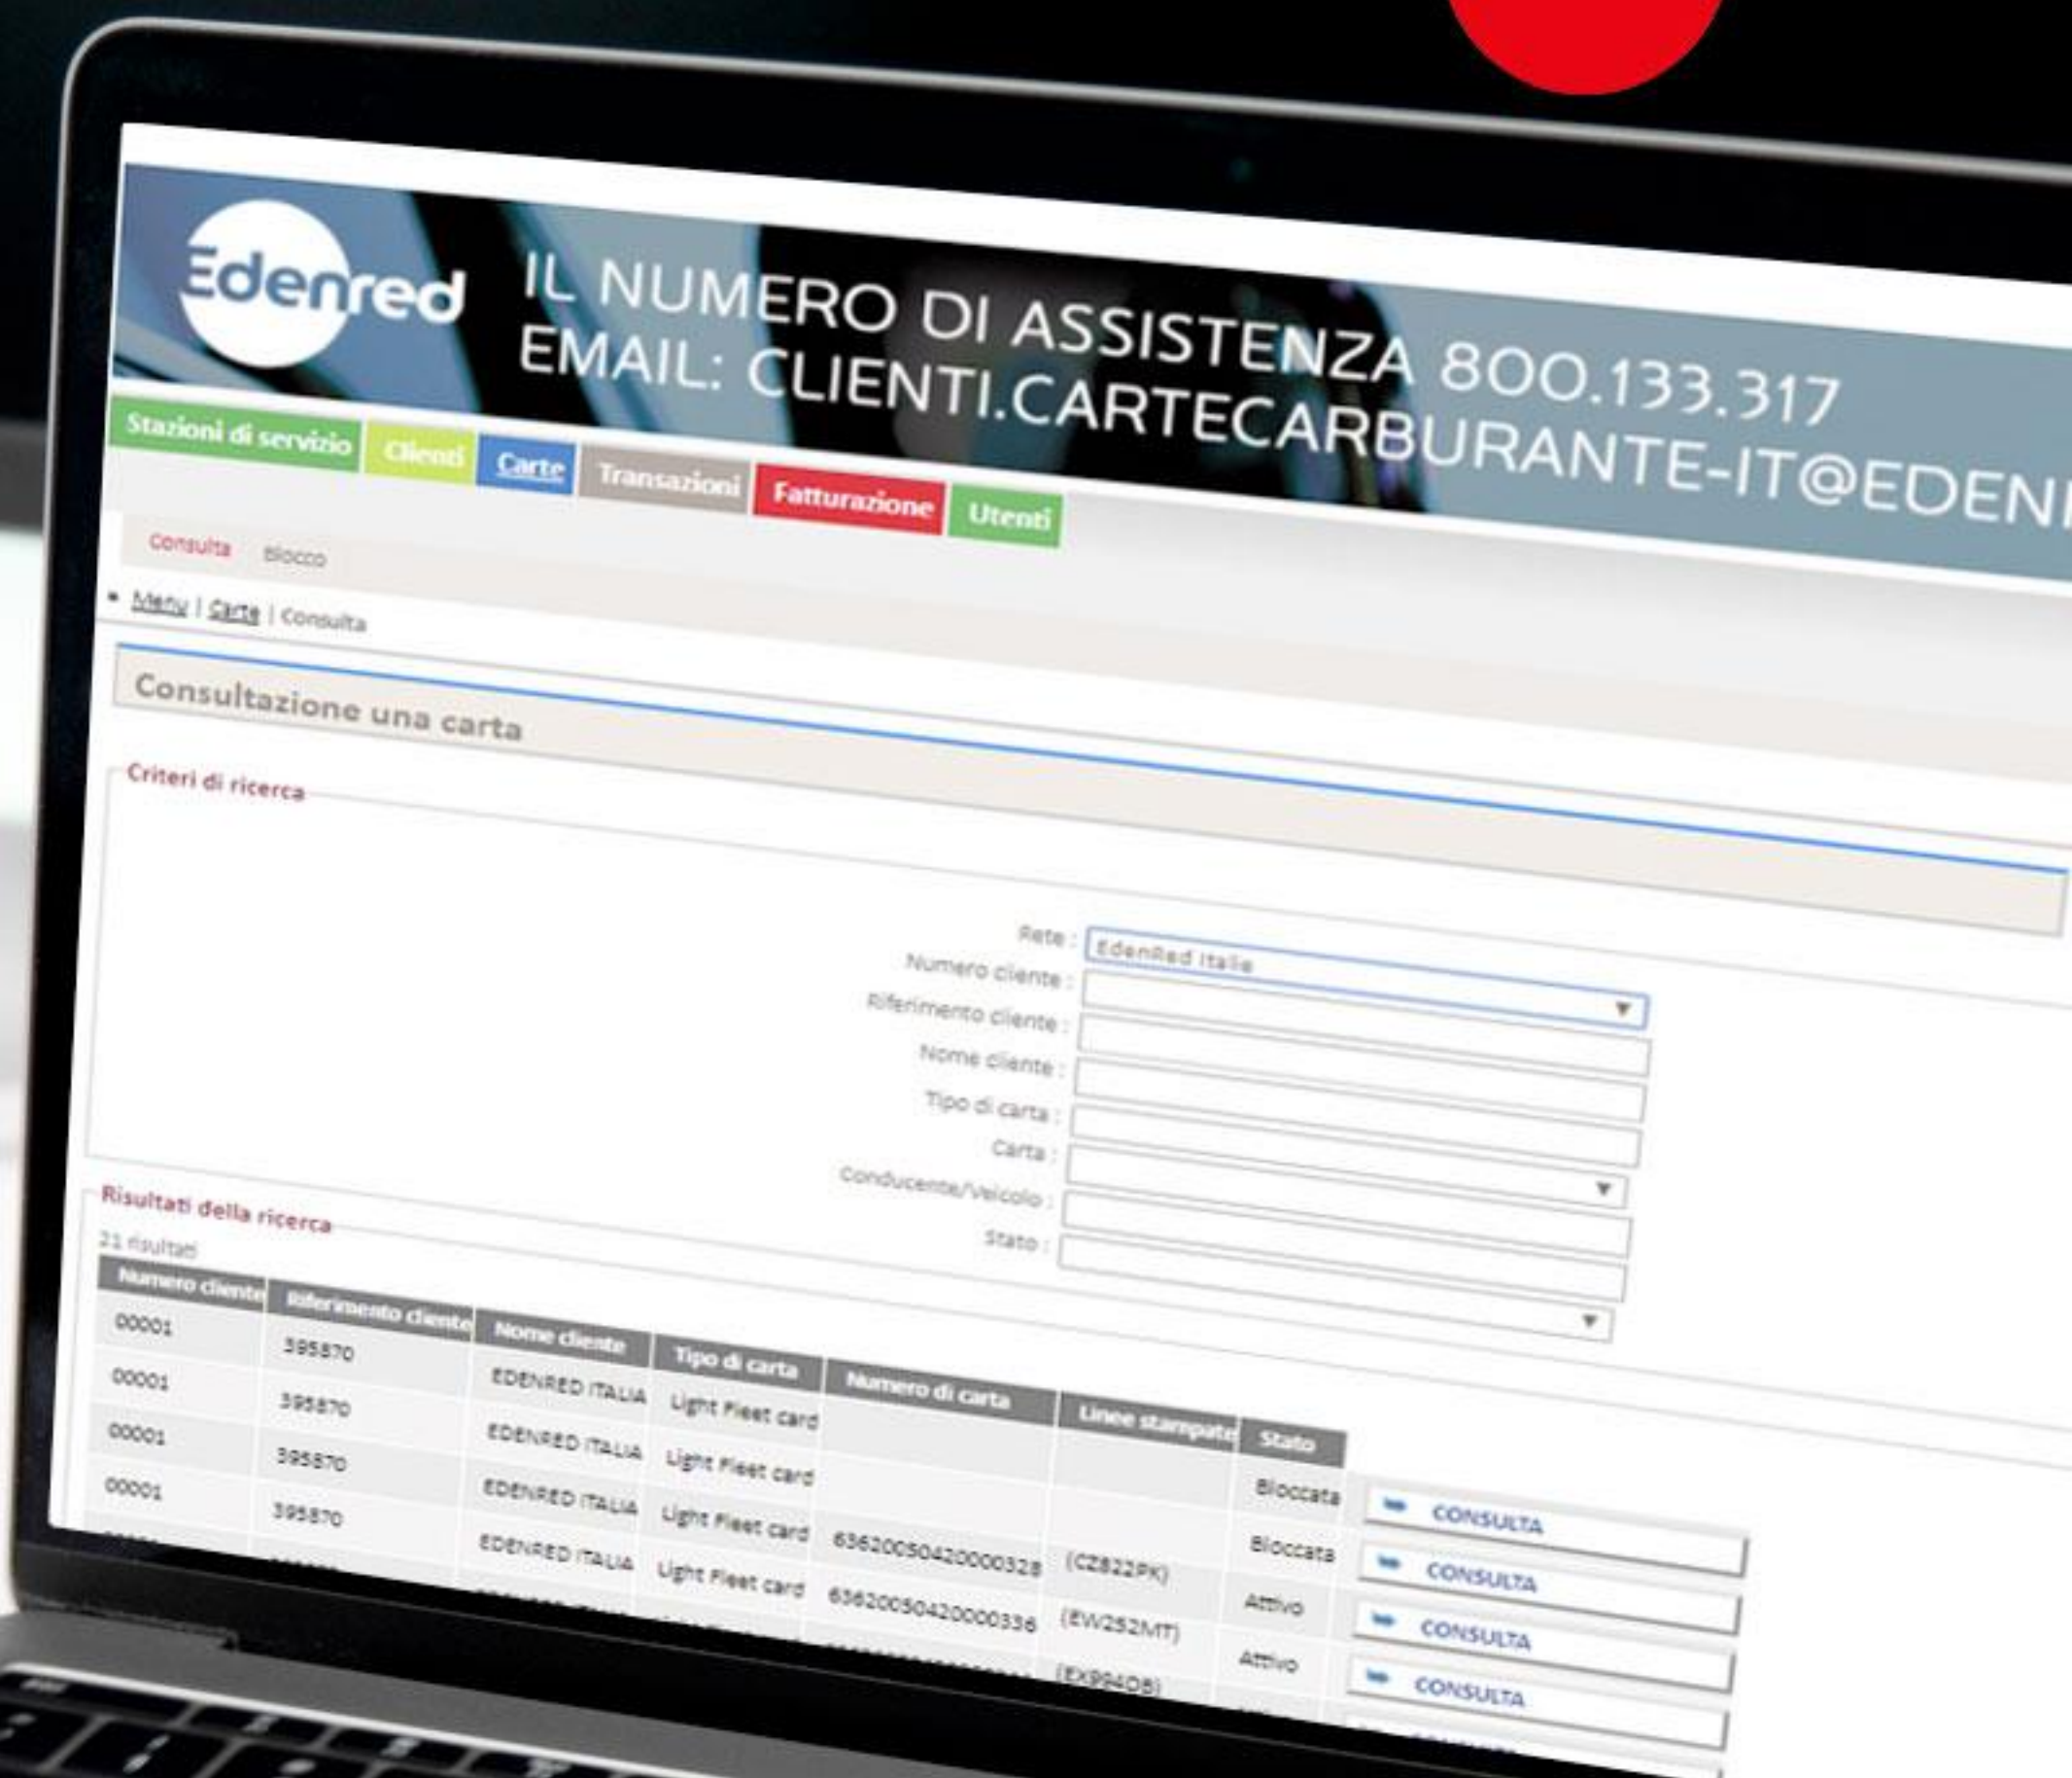 Edenred
IL NUMERO DI ASSISTENZA 800.133.317
EMAIL: CLIENTI.CARTECARBURANTE-IT@EDEN
Stazioni di servizio Clienti Carte Transazioni Fatturazione Utenti
Consulta Blocco
Menu | Carte | Consulta
Consultazione una carta
Criteri di ricerca
Rete : EdenRed Italie
Numero cliente :
Riferimento cliente :
Nome cliente :
Tipo di carta :
Carta :
Conducente/Veicolo :
Stato :
Risultati della ricerca
21 risultati
Numero cliente Riferimento cliente Nome cliente Tipo di carta Numero di carta Linee stampate Stato
00001 395870 EDENRED ITALIA Light Fleet card Bloccata CONSULTA
00001 395870 EDENRED ITALIA Light Fleet card Bloccata CONSULTA
00001 395870 EDENRED ITALIA Light Fleet card 63620050420000328 (CZ822PK) Attivo CONSULTA
00001 395870 EDENRED ITALIA Light Fleet card 63620050420000336 (EW252MT) Attivo CONSULTA
(EX994DB)